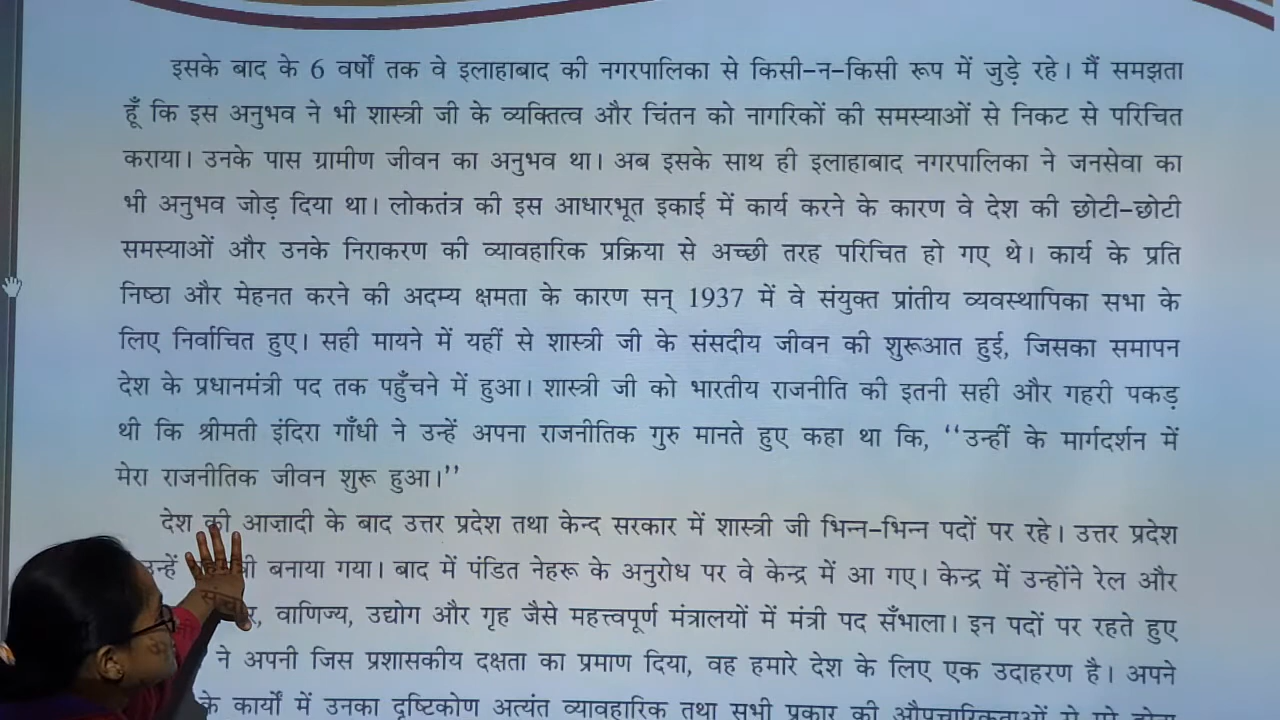 इसके बाद के 6 वर्षों तक वे इलाहाबाद की नगरपालिका से किसी-न-किसी रूप में जुड़े रहे। मैं समझता
हूँ कि इस अनुभव ने भी शास्त्री जी के व्यक्तित्व और चिंतन को नागरिकों की समस्याओं से निकट से परिचित
कराया। उनके पास ग्रामीण जीवन का अनुभव था। अब इसके साथ ही इलाहाबाद नगरपालिका ने जनसेवा का
भी अनुभव जोड़ दिया था। लोकतंत्र की इस आधारभूत इकाई में कार्य करने के कारण वे देश की छोटी-छोटी
समस्याओं और उनके निराकरण की व्यावहारिक प्रक्रिया से अच्छी तरह परिचित हो गए थे। कार्य के प्रति
निष्ठा और मेहनत करने की अदम्य क्षमता के कारण सन् 1937 में वे संयुक्त प्रांतीय व्यवस्थापिका सभा के
लिए निर्वाचित हुए। सही मायने में यहीं से शास्त्री जी के संसदीय जीवन की शुरूआत हुई, जिसका समापन
देश के प्रधानमंत्री पद तक पहुँचने में हुआ। शास्त्री जी को भारतीय राजनीति की इतनी सही और गहरी पकड़
थी कि श्रीमती इंदिरा गाँधी ने उन्हें अपना राजनीतिक गुरु मानते हुए कहा था कि, ‘‘उन्हीं के मार्गदर्शन में
मेरा राजनीतिक जीवन शुरू हुआ।’’
देश की आज़ादी के बाद उत्तर प्रदेश तथा केन्द सरकार में शास्त्री जी भिन्न-भिन्न पदों पर रहे। उत्तर प्रदेश
उन्हें बनाया गया। बाद में पंडित नेहरू के अनुरोध पर वे केन्द्र में आ गए। केन्द्र में उन्होंने रेल और
वाणिज्य, उद्योग और गृह जैसे महत्त्वपूर्ण मंत्रालयों में मंत्री पद सँभाला। इन पदों पर रहते हुए
ने अपनी जिस प्रशासकीय दक्षता का प्रमाण दिया, वह हमारे देश के लिए एक उदाहरण है। अपने
के कार्यों में उनका दृष्टिकोण अत्यंत व्यावहारिक तथा सभी प्रकार की औपचारिकताओं से परे होता